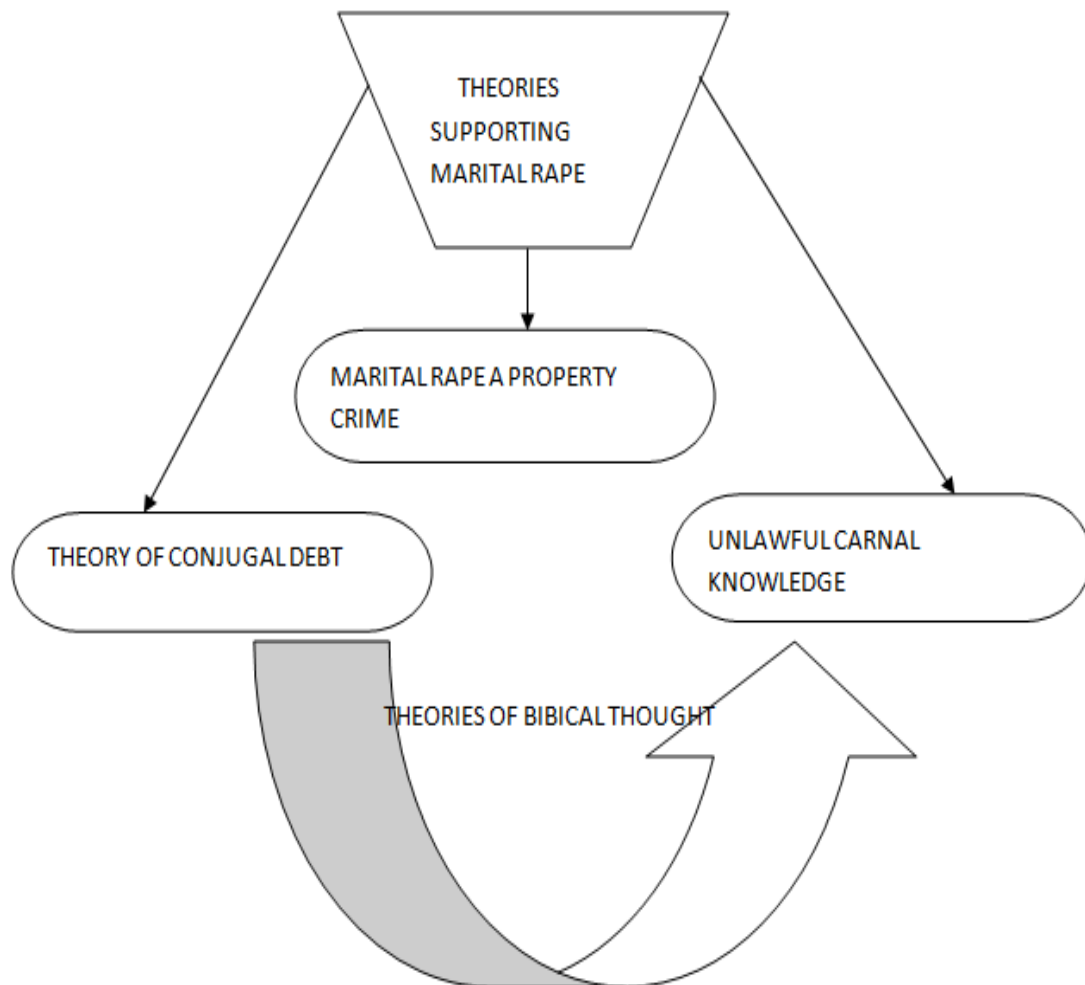 THEORIES
SUPPORTING
MARITAL RAPE
MARITAL RAPE A PROPERTY
CRIME
THEORY OF CONJUGAL DEBT
UNLAWFUL CARNAL
KNOWLEDGE
THEORIES OF BIBICAL THOUGHT